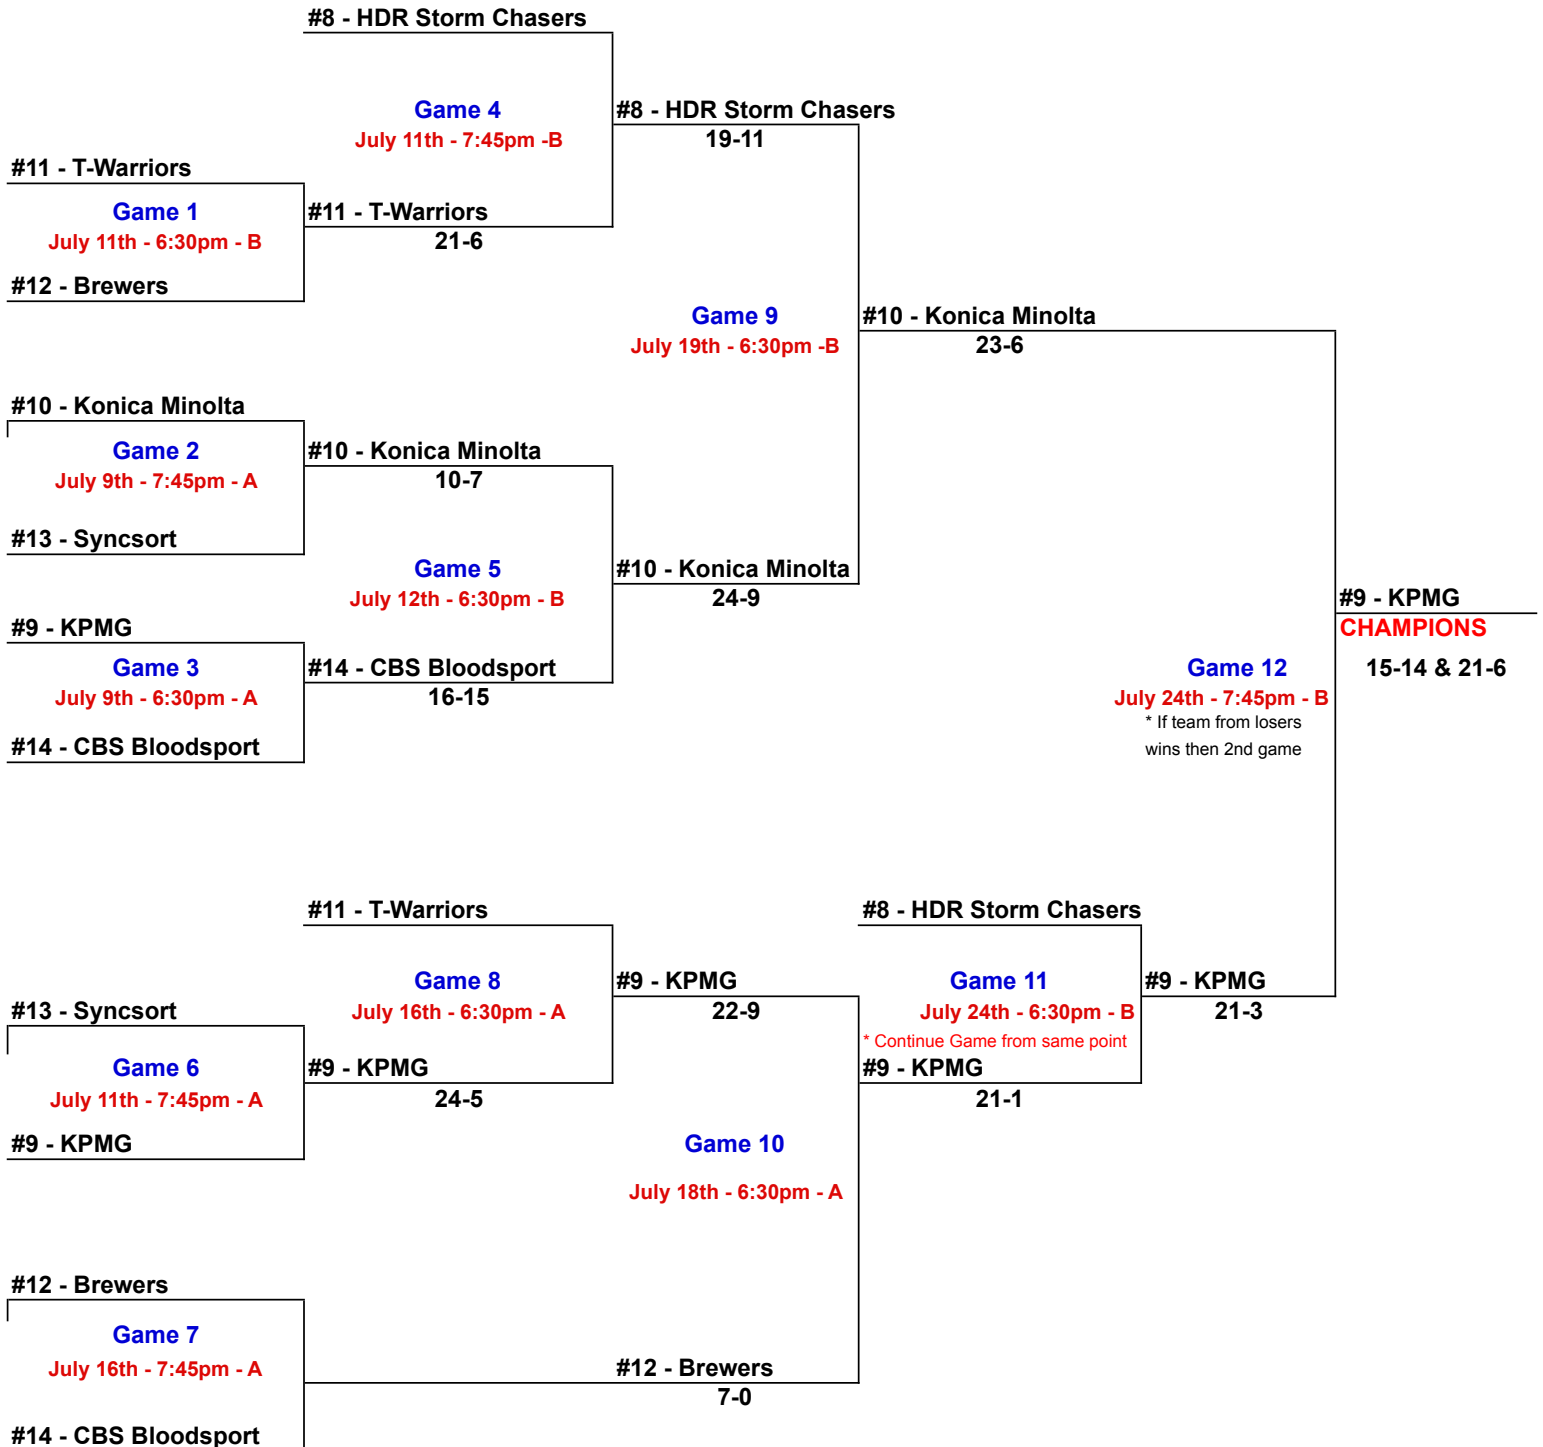 #8 - HDR Storm Chasers
Game 4
July 11th - 7:45pm -B
#8 - HDR Storm Chasers
19-11
#11 - T-Warriors
Game 1
July 11th - 6:30pm - B
#11 - T-Warriors
21-6
#12 - Brewers
Game 9
July 19th - 6:30pm -B
#10 - Konica Minolta
23-6
#10 - Konica Minolta
Game 2
July 9th - 7:45pm - A
#10 - Konica Minolta
10-7
#13 - Syncsort
Game 5
July 12th - 6:30pm - B
#10 - Konica Minolta
24-9
#9 - KPMG
CHAMPIONS
15-14 & 21-6
#9 - KPMG
Game 3
July 9th - 6:30pm - A
#14 - CBS Bloodsport
16-15
#14 - CBS Bloodsport
Game 12
July 24th - 7:45pm - B
* If team from losers
wins then 2nd game
#11 - T-Warriors
#8 - HDR Storm Chasers
Game 8
July 16th - 6:30pm - A
#9 - KPMG
22-9
Game 11
July 24th - 6:30pm - B
* Continue Game from same point
#9 - KPMG
21-3
#13 - Syncsort
Game 6
July 11th - 7:45pm - A
#9 - KPMG
24-5
#9 - KPMG
21-1
#9 - KPMG
Game 10
July 18th - 6:30pm - A
#12 - Brewers
Game 7
July 16th - 7:45pm - A
#12 - Brewers
7-0
#14 - CBS Bloodsport